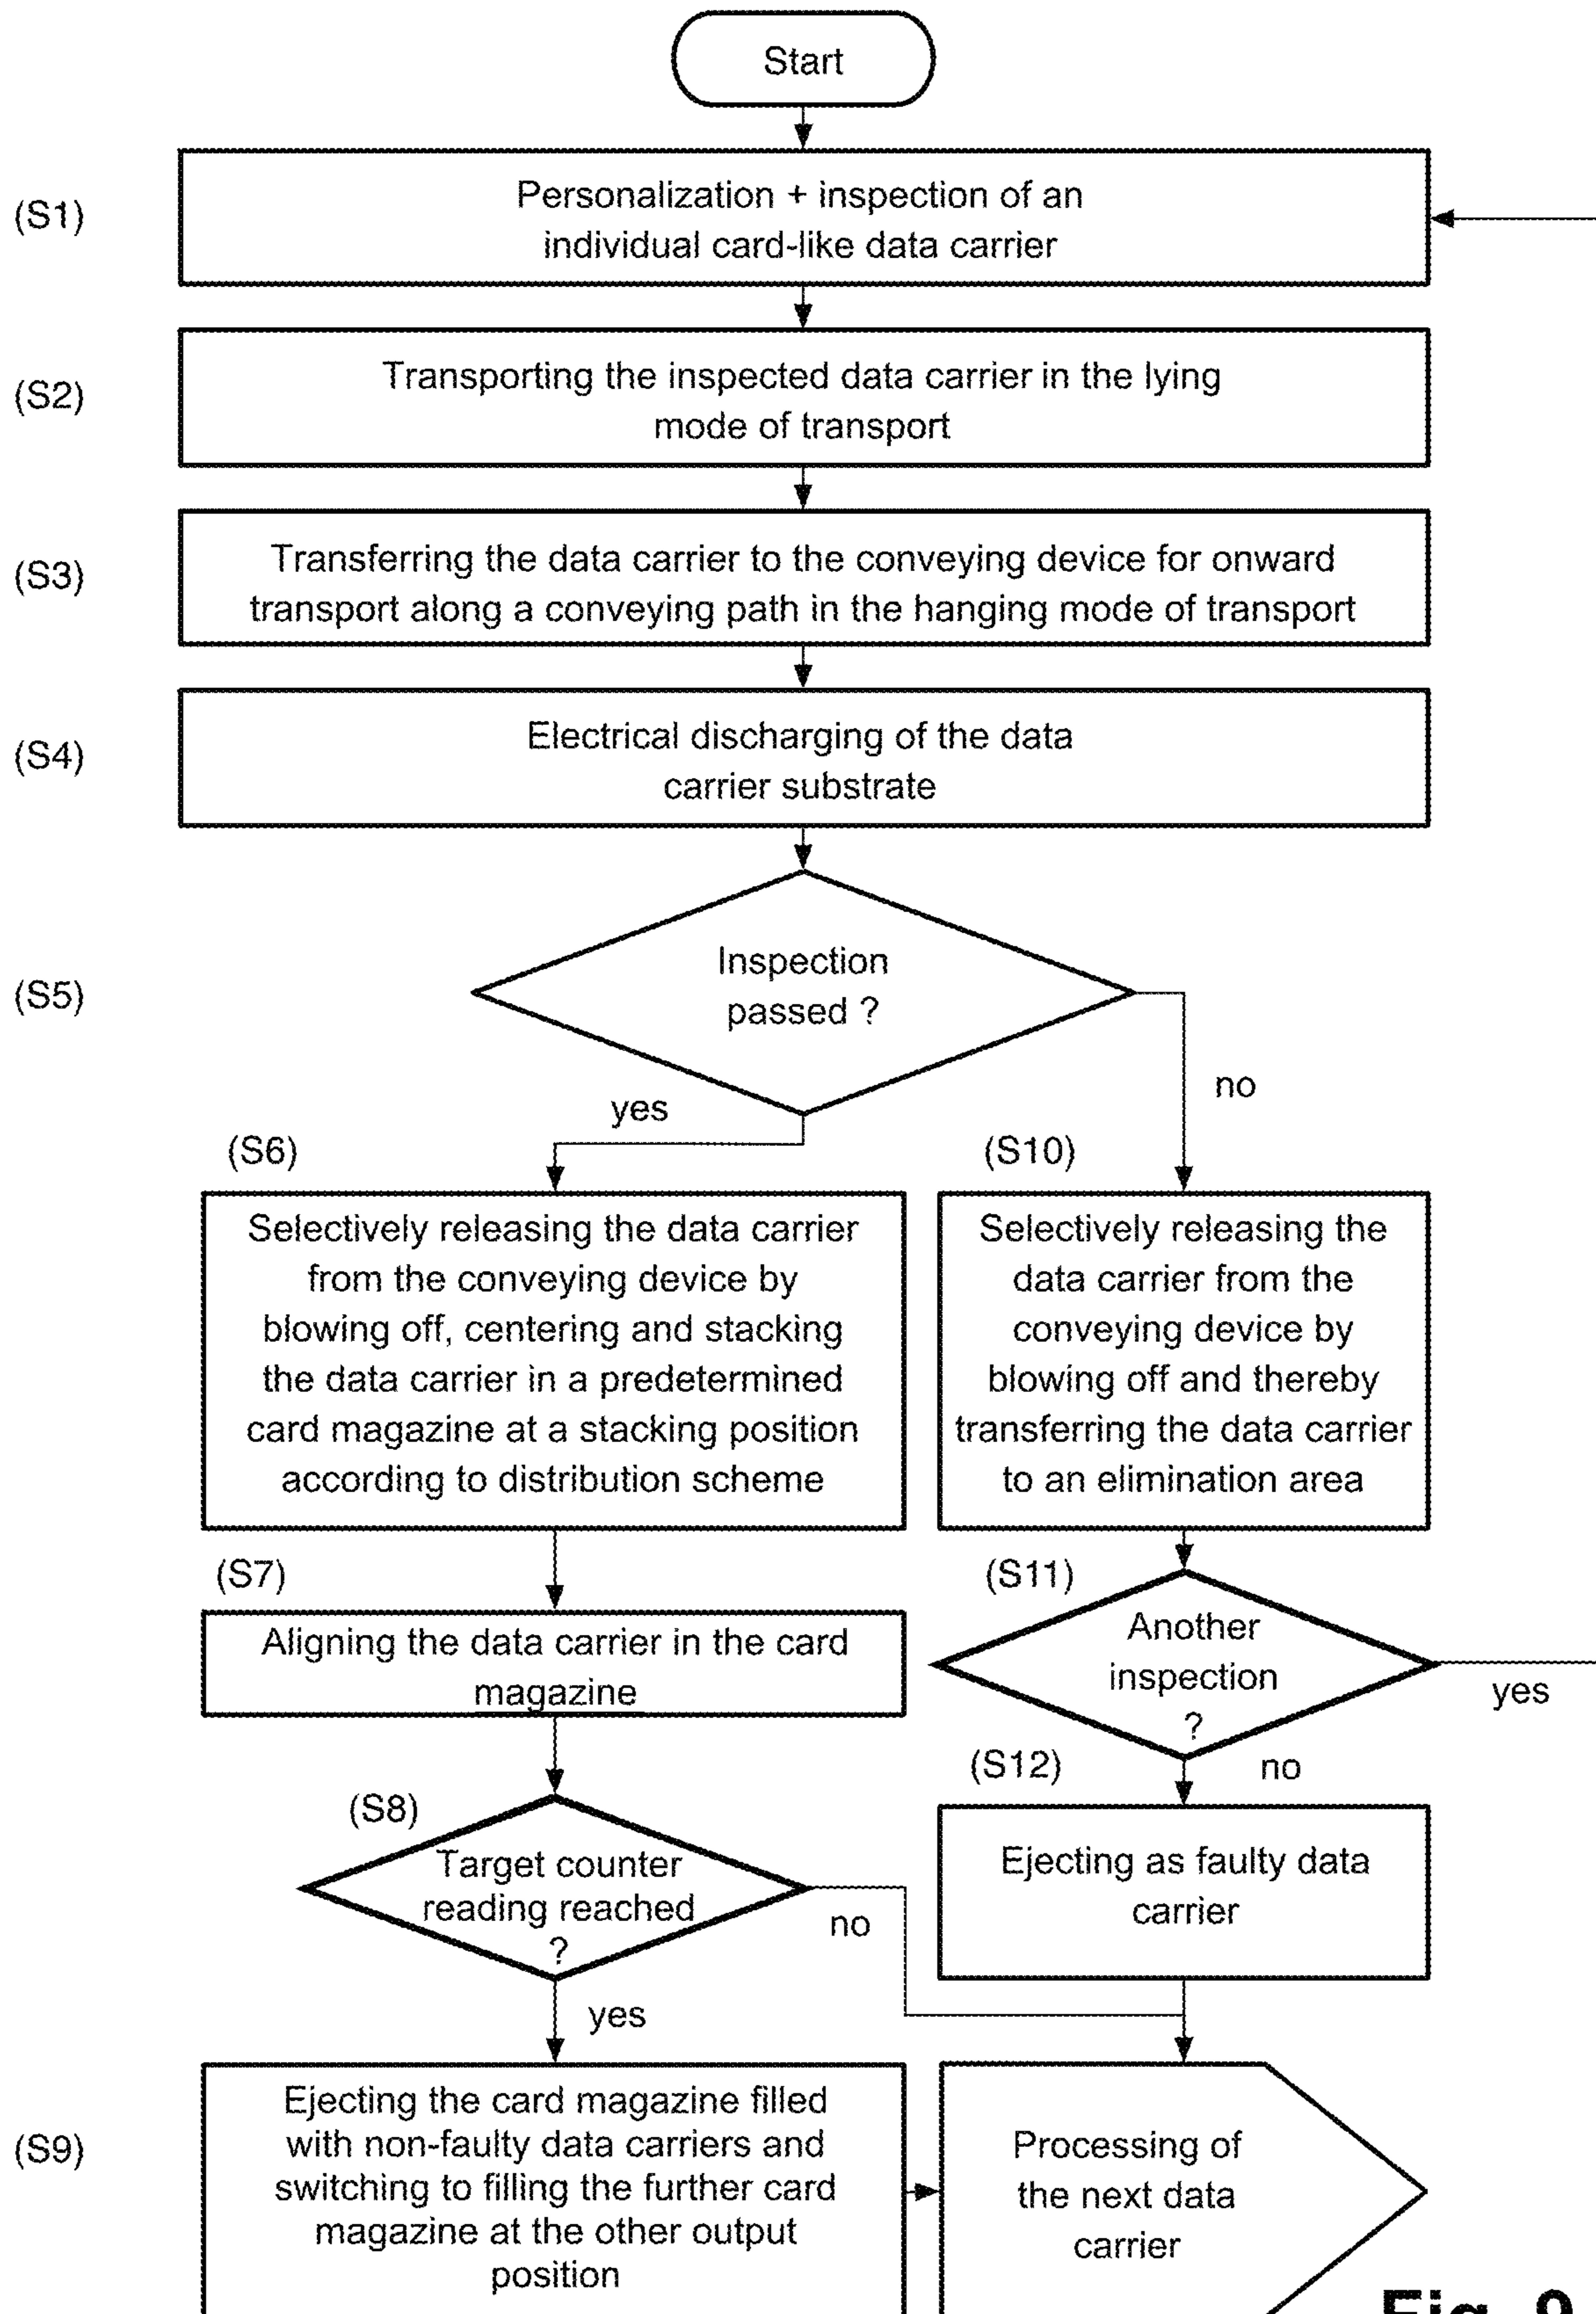 Start
(S1)
Personalization + inspection of an
individual card-like data carrier
(S2)
Transporting the inspected data carrier in the lying
mode of transport
(S3)
Transferring the data carrier to the conveying device for onward
transport along a conveying path in the hanging mode of transport
(S4)
Electrical discharging of the data
carrier substrate
(S5)
Inspection
passed ?
yes
no
(S6)
Selectively releasing the data carrier
from the conveying device by
blowing off, centering and stacking
the data carrier in a predetermined
card magazine at a stacking position
according to distribution scheme
(S10)
Selectively releasing the
data carrier from the
conveying device by
blowing off and thereby
transferring the data carrier
to an elimination area
(S7)
Aligning the data carrier in the card
magazine
(S11)
Another
inspection
?
yes
no
(S8)
Target counter
reading reached
?
no
yes
(S12)
Ejecting as faulty data
carrier
(S9)
Ejecting the card magazine filled
with non-faulty data carriers and
switching to filling the further card
magazine at the other output
position
Processing of
the next data
carrier
Fig. 9